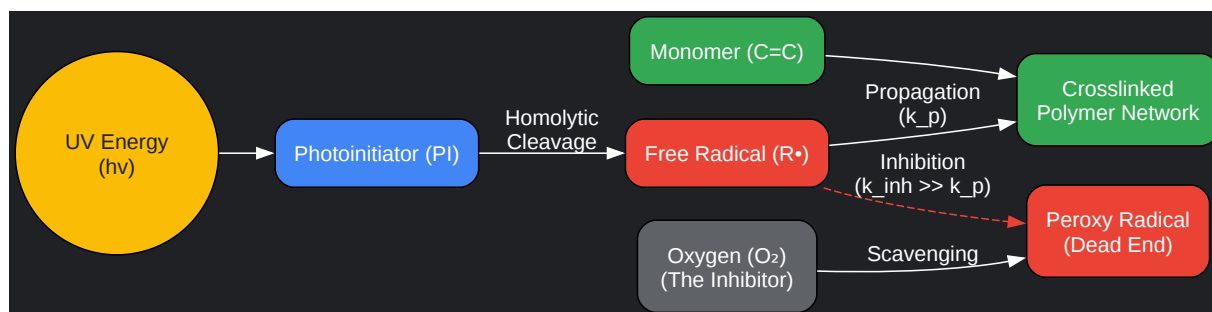 UV Energy
(hv)
Photoinitiator (PI)
Homolytic
Cleavage
Monomer (C=C)
Free Radical (R•)
Oxygen (O₂)
(The Inhibitor)
Propagation
(k_p)
Inhibition
(k_inh >> k_p)
Scavenging
Crosslinked
Polymer Network
Peroxy Radical
(Dead End)